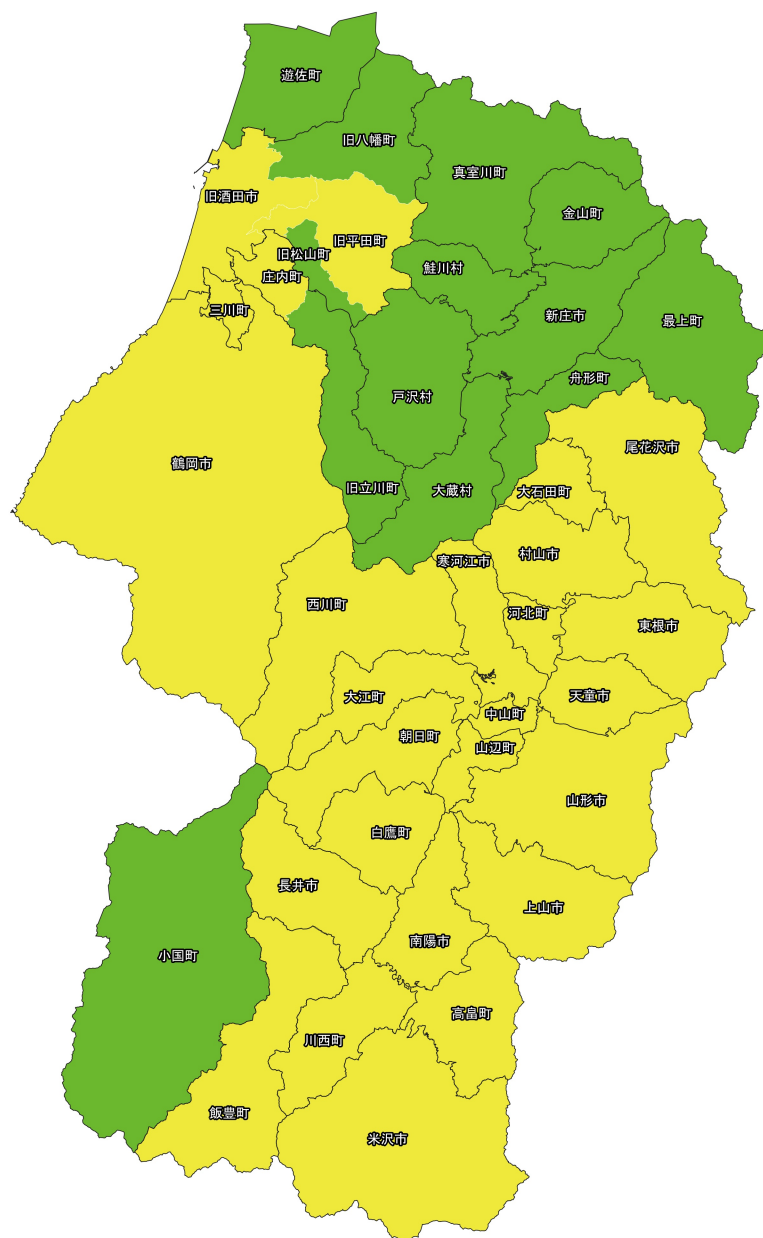 遊佐町
旧八幡町
真室川町
旧酒田市
金山町
旧平田町
旧松山町
鮭川村
庄内町
三川町
新庄市
最上町
舟形町
戸沢村
尾花沢市
鶴岡市
旧立川町
大蔵村
大石田町
村山市
寒河江市
西川町
河北町
東根市
大江町
天童市
中山町
朝日町
山辺町
山形市
白鷹町
長井市
上山市
南陽市
小国町
高畠町
川西町
飯豊町
米沢市